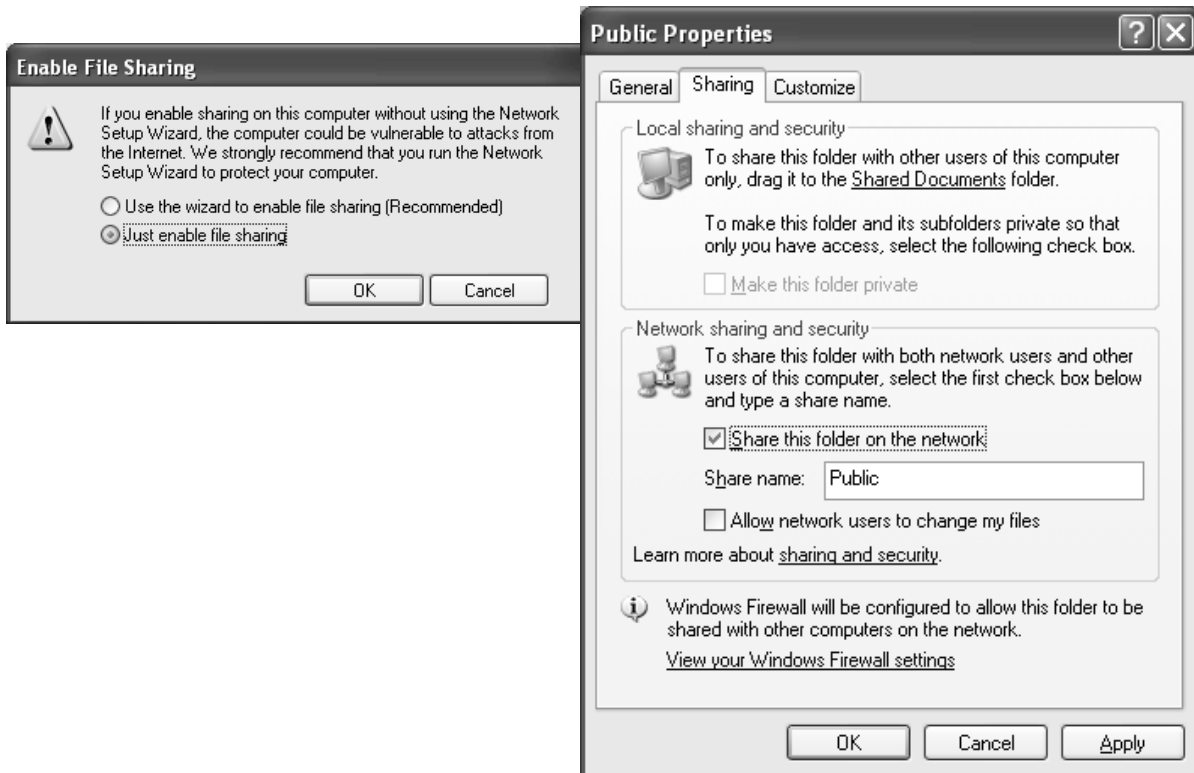 Enable File Sharing
If you enable sharing on this computer without using the Network
Setup Wizard, the computer could be vulnerable to attacks from
the Internet. We strongly recommend that you run the Network
Setup Wizard to protect your computer.
Use the wizard to enable file sharing (Recommended)
Just enable file sharing
OK
Cancel
Public Properties
General
Sharing
Customize
Local sharing and security
To share this folder with other users of this computer
only, drag it to the Shared Documents folder.
To make this folder and its subfolders private so that
only you have access, select the following check box.
Make this folder private
Network sharing and security
To share this folder with both network users and other
users of this computer, select the first check box below
and type a share name.
Share this folder on the network
Share name: Public
Allow network users to change my files
Learn more about sharing and security.
Windows Firewall will be configured to allow this folder to be
shared with other computers on the network.
View your Windows Firewall settings
OK
Cancel
Apply